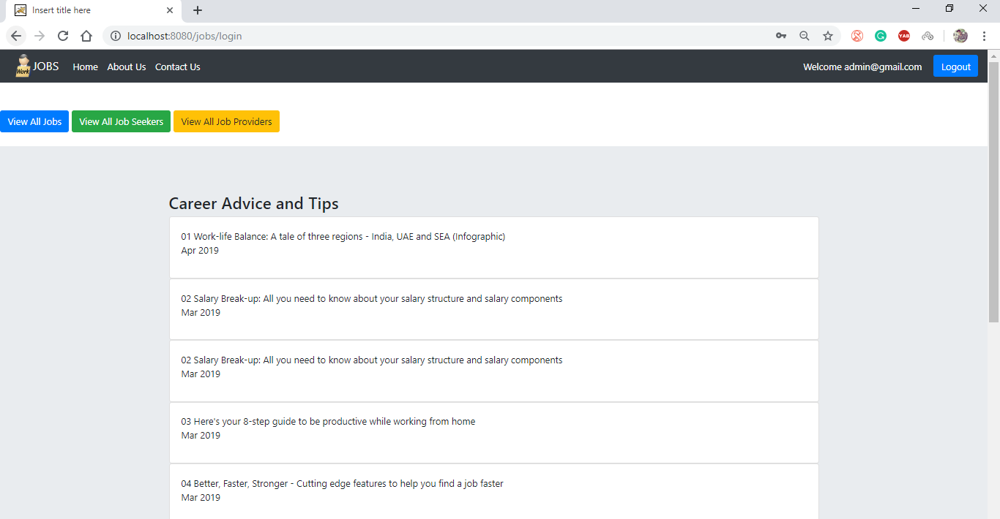 Insert title here
localhost:8080/jobs/login
YAB
Work
JOBS Home About Us Contact Us Welcome admin@gmail.com Logout
View All Jobs View All Job Seekers View All Job Providers
Career Advice and Tips
01 Work-life Balance: A tale of three regions - India, UAE and SEA (Infographic)
Apr 2019
02 Salary Break-up: All you need to know about your salary structure and salary components
Mar 2019
02 Salary Break-up: All you need to know about your salary structure and salary components
Mar 2019
03 Here's your 8-step guide to be productive while working from home
Mar 2019
04 Better, Faster, Stronger - Cutting edge features to help you find a job faster
Mar 2019